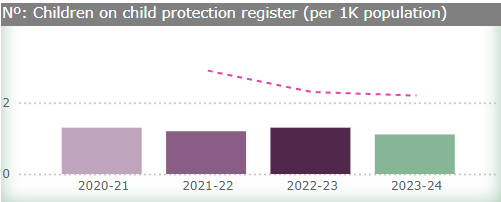 Nº: Children on child protection register (per 1K population)
2
0
2020-21 2021-22 2022-23 2023-24